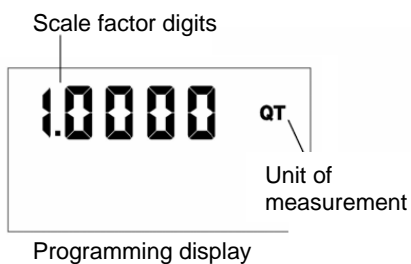 Scale factor digits
1.0000 QT
Unit of
measurement
Programming display